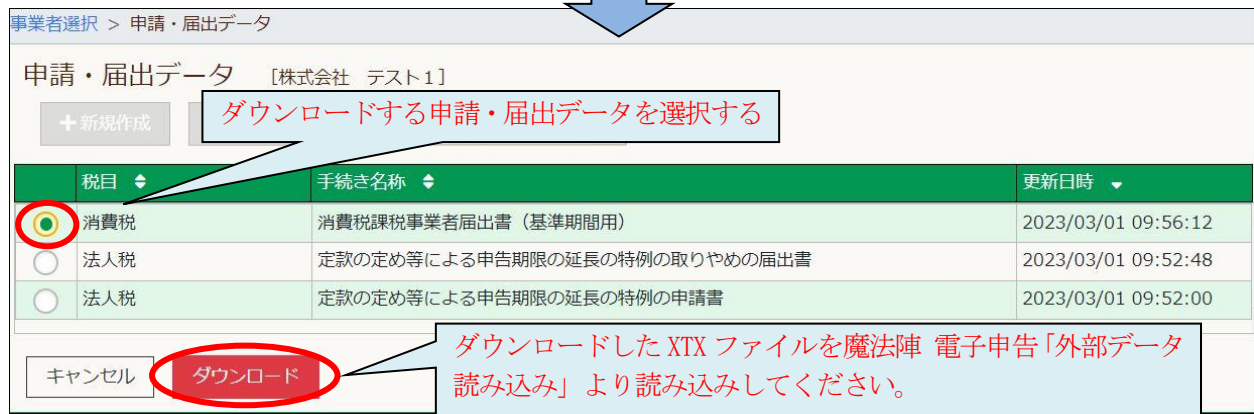 事業者選択 > 申請・届出データ
申請・届出データ [株式会社 テスト1]
+新規作成
ダウンロードする申請・届出データを選択する
税目 手続き名称 更新日時
消費税 消費税課税事業者届出書（基準期間用） 2023/03/01 09:56:12
法人税 定款の定め等による申告期限の延長の特例の取りやめの届出書 2023/03/01 09:52:48
法人税 定款の定め等による申告期限の延長の特例の申請書 2023/03/01 09:52:00
キャンセル ダウンロード
ダウンロードした XTX ファイルを魔法陣 電子申告「外部データ
読み込み」より読み込みしてください。